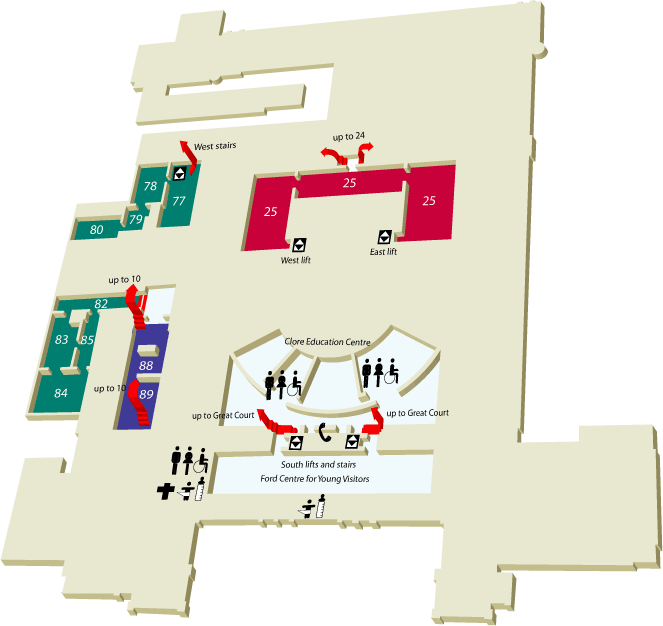 up to 24
West stairs
78
77
25
25
25
79
80
West lift
East lift
up to 10
82
83
85
88
84
up to 10
89
Clore Education Centre
up to Great Court
up to Great Court
South lifts and stairs
Ford Centre for Young Visitors